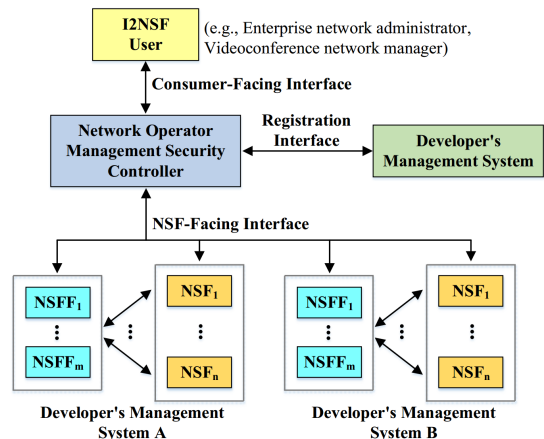 I2NSF
User
(e.g., Enterprise network administrator,
Videoconference network manager)
Consumer-Facing Interface
Network Operator
Management Security
Controller
Registration
Interface
Developer's
Management System
NSF-Facing Interface
NSFF1
NSFFm
NSF1
NSFn
NSFF1
NSFFm
NSF1
NSFn
Developer's Management
System A
Developer's Management
System B